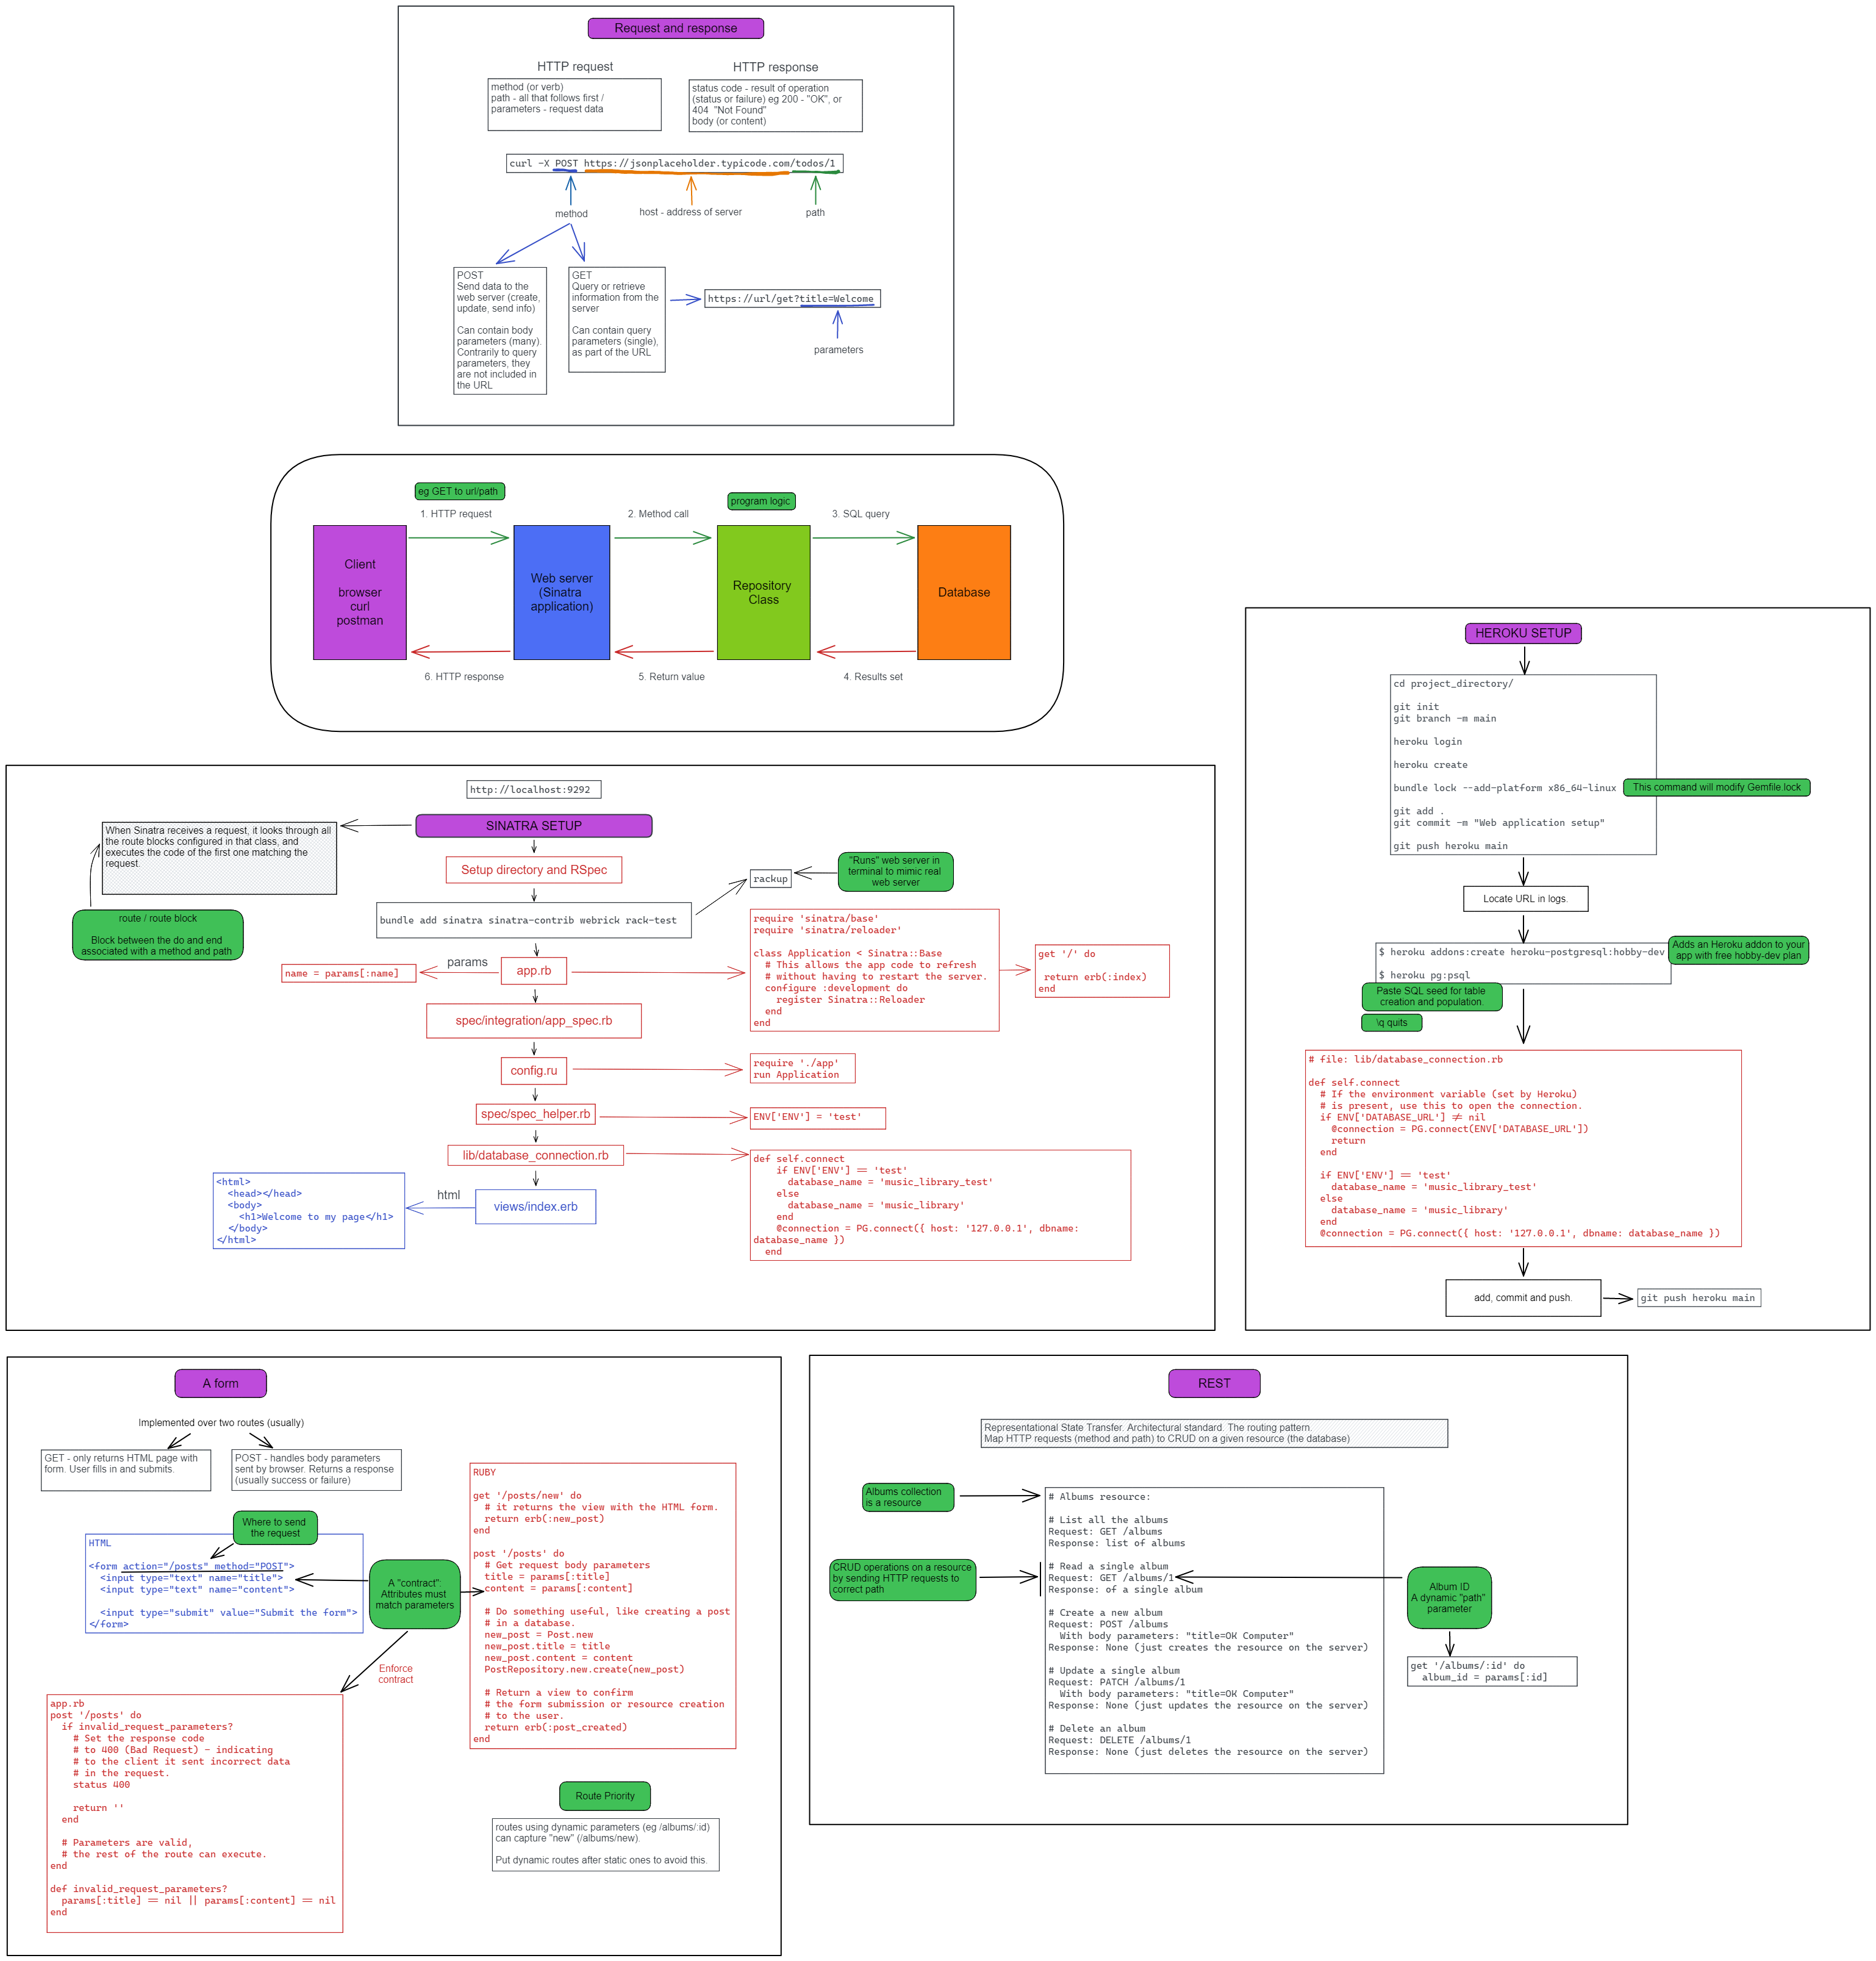 Request and response
HTTP request
method (or verb)
path - all that follows first /
parameters - request data
HTTP response
status code - result of operation
(status or failure) eg 200 - "OK", or
404 "Not Found"
body (or content)
curl -X POST https://jsonplaceholder.typicode.com/todos/1
method
host - address of server
path
POST
Send data to the
web server (create,
update, send info)
Can contain body
parameters (many).
Contrarily to query
parameters, they
are not included in
the URL
GET
Query or retrieve
information from the
server
Can contain query
parameters (single),
as part of the URL
https://url/get?title=Welcome
parameters
eg GET to url/path
program logic
1. HTTP request
2. Method call
3. SQL query
Client
browser
curl
postman
Web server
(Sinatra
application)
Repository
Class
Database
6. HTTP response
5. Return value
4. Results set
http://localhost:9292
SINATRA SETUP
When Sinatra receives a request, it looks through all
the route blocks configured in that class, and
executes the code of the first one matching the
request.
route / route block
Block between the do and end
associated with a method and path
Setup directory and RSpec
bundle add sinatra sinatra-contrib webrick rack-test
rackup
"Runs" web server in
terminal to mimic real
web server
app.rb
params
name = params[:name]
require 'sinatra/base'
require 'sinatra/reloader'
class Application < Sinatra::Base
# This allows the app code to refresh
# without having to restart the server.
configure :development do
register Sinatra::Reloader
end
end
get '/' do
return erb(:index)
end
spec/integration/app_spec.rb
config.ru
require './app'
run Application
spec/spec_helper.rb
ENV['ENV'] = 'test'
lib/database_connection.rb
def self.connect
if ENV['ENV'] == 'test'
database_name = 'music_library_test'
else
database_name = 'music_library'
end
@connection = PG.connect({ host: '127.0.0.1', dbname:
database_name })
end
views/index.erb
html
<html>
<head></head>
<body>
<h1>Welcome to my page</h1>
</body>
</html>
HEROKU SETUP
cd project_directory/
git init
git branch -m main
heroku login
heroku create
bundle lock --add-platform x86_64-linux
This command will modify Gemfile.lock
git add .
git commit -m "Web application setup"
git push heroku main
Locate URL in logs.
$ heroku addons:create heroku-postgresql:hobby-dev
$ heroku pg:psql
Adds an Heroku addon to your
app with free hobby-dev plan
Paste SQL seed for table
creation and population.
\q quits
# file: lib/database_connection.rb
def self.connect
# If the environment variable (set by Heroku)
# is present, use this to open the connection.
if ENV['DATABASE_URL'] != nil
@connection = PG.connect(ENV['DATABASE_URL'])
return
end
if ENV['ENV'] == 'test'
database_name = 'music_library_test'
else
database_name = 'music_library'
end
@connection = PG.connect({ host: '127.0.0.1', dbname: database_name })
add, commit and push.
git push heroku main
A form
Implemented over two routes (usually)
GET - only returns HTML page with
form. User fills in and submits.
POST - handles body parameters
sent by browser. Returns a response
(usually success or failure)
Where to send
the request
HTML
<form action="/posts" method="POST">
<input type="text" name="title">
<input type="text" name="content">
<input type="submit" value="Submit the form">
</form>
A "contract":
Attributes must
match parameters
Enforce
contract
RUBY
get '/posts/new' do
# it returns the view with the HTML form.
return erb(:new_post)
end
post '/posts' do
# Get request body parameters
title = params[:title]
content = params[:content]
# Do something useful, like creating a post
# in a database.
new_post = Post.new
new_post.title = title
new_post.content = content
PostRepository.new.create(new_post)
# Return a view to confirm
# the form submission or resource creation
# to the user.
return erb(:post_created)
end
app.rb
post '/posts' do
if invalid_request_parameters?
# Set the response code
# to 400 (Bad Request) - indicating
# to the client it sent incorrect data
# in the request.
status 400
return ''
end
# Parameters are valid,
# the rest of the route can execute.
end
def invalid_request_parameters?
params[:title] == nil || params[:content] == nil
end
Route Priority
routes using dynamic parameters (eg /albums/:id)
can capture "new" (/albums/new).
Put dynamic routes after static ones to avoid this.
REST
Representational State Transfer. Architectural standard. The routing pattern.
Map HTTP requests (method and path) to CRUD on a given resource (the database)
Albums collection
is a resource
CRUD operations on a resource
by sending HTTP requests to
correct path
# Albums resource:
# List all the albums
Request: GET /albums
Response: list of albums
# Read a single album
Request: GET /albums/1
Response: of a single album
# Create a new album
Request: POST /albums
With body parameters: "title=OK Computer"
Response: None (just creates the resource on the server)
# Update a single album
Request: PATCH /albums/1
With body parameters: "title=OK Computer"
Response: None (just updates the resource on the server)
# Delete an album
Request: DELETE /albums/1
Response: None (just deletes the resource on the server)
Album ID
A dynamic "path"
parameter
get '/albums/:id' do
album_id = params[:id]